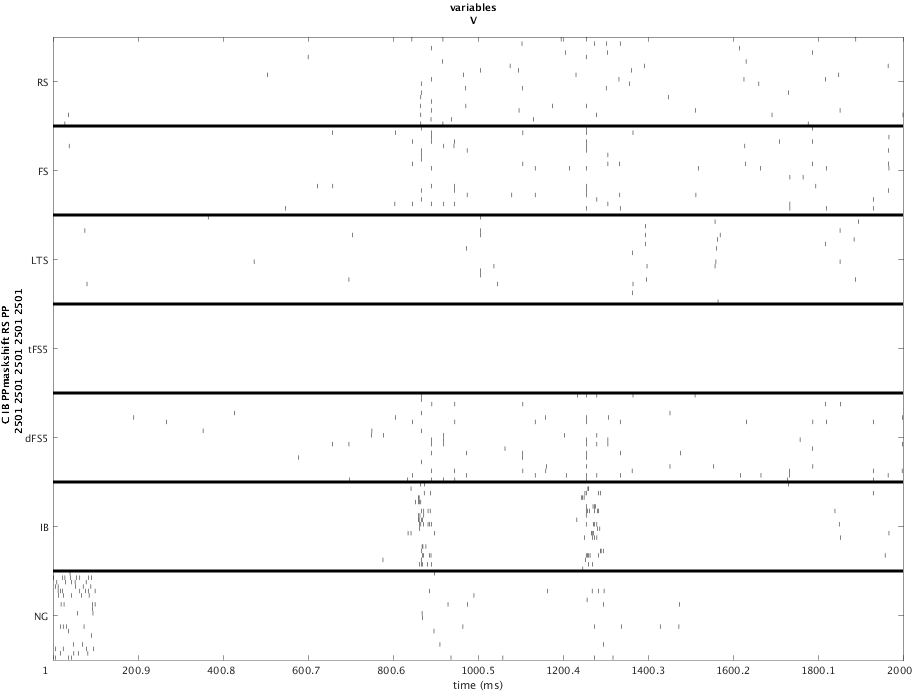 variables
V
RS
FS
LTS
tFS5
dFS5
IB
NG
C IB PPmaskshift RS PP
2501 2501 2501 2501 2501
1 200.9 400.8 600.7 800.6 1000.5 1200.4 1400.3 1600.2 1800.1 2000
time (ms)